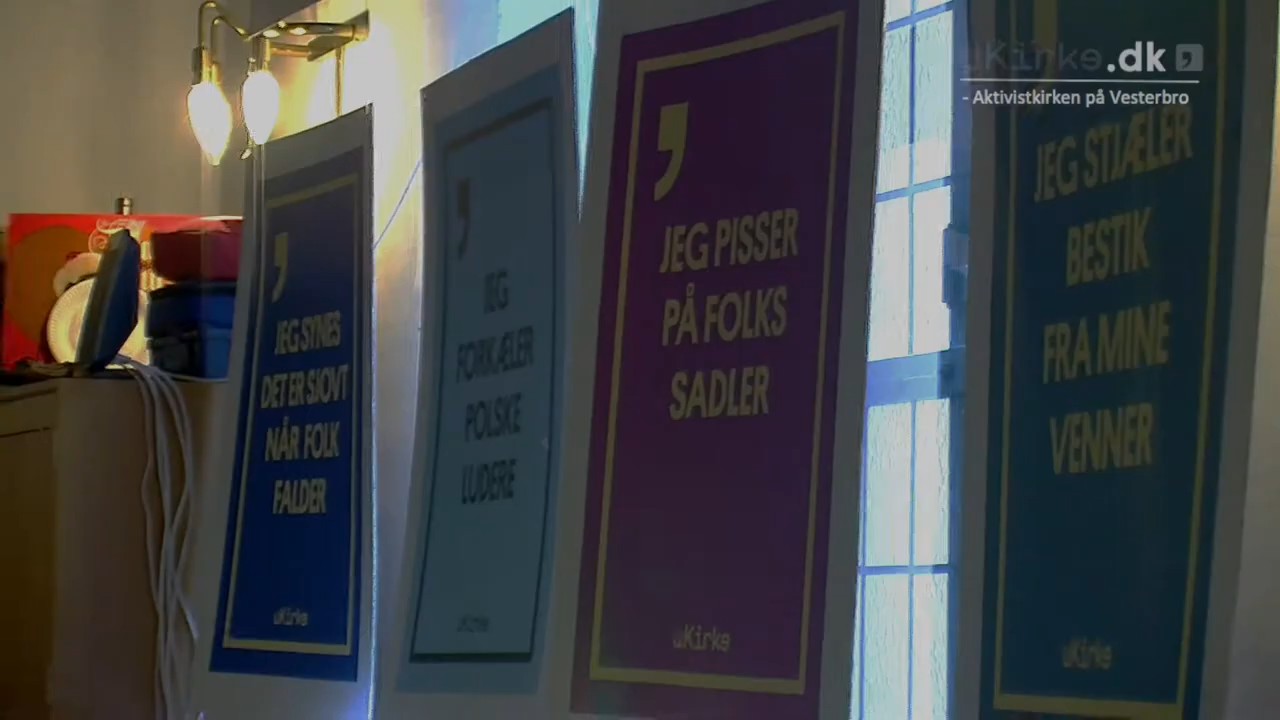 uKirke.dk
- Aktivistkirken på Vesterbro
JEG SYNES
DET ER SJOVT
NÅR FOLK
FALDER
uKirke
JEG
FORKÆLER
POLSKE
LUDERE
uKirke
JEG PISSER
PÅ FOLKS
SADLER
uKirke
JEG STJÆLER
BESTIK
FRA MINE
VENNER
uKirke